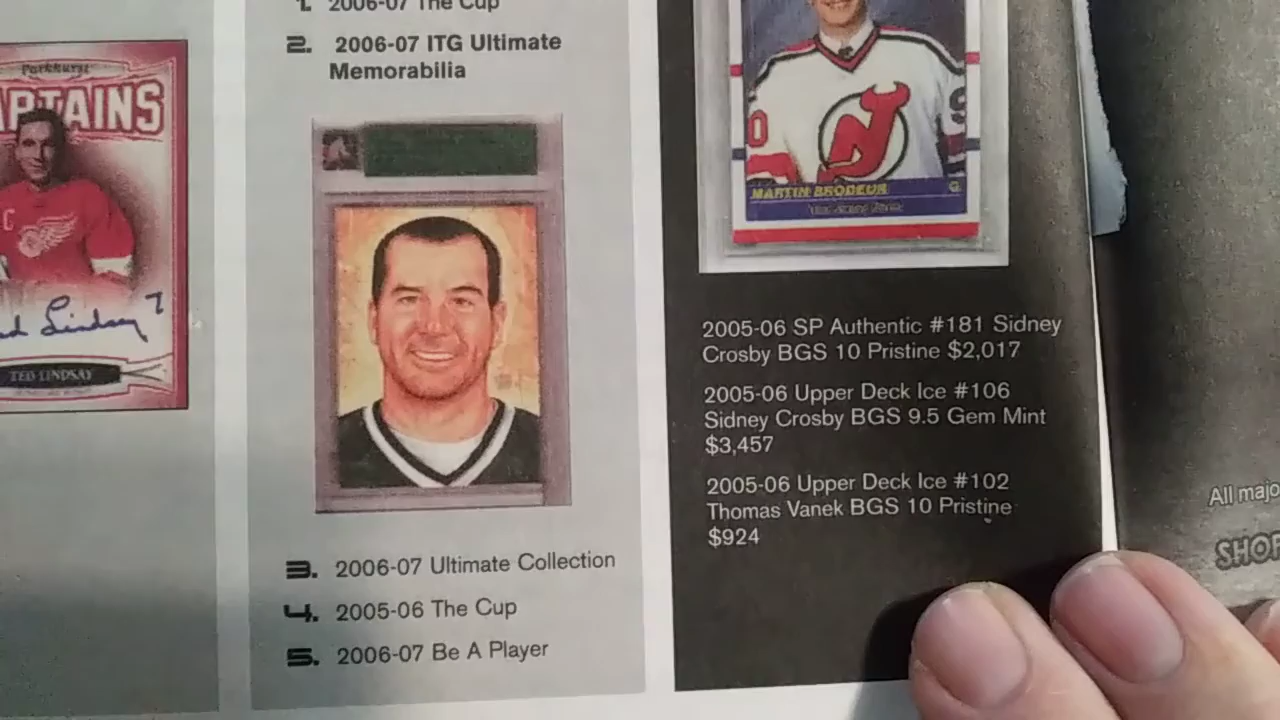 Parkhurst
APTAINS
C
TED LINDSAY
1. 2006-07 The Cup
2. 2006-07 ITG Ultimate
Memorabilia
3. 2006-07 Ultimate Collection
4. 2005-06 The Cup
5. 2006-07 Be A Player
MARTIN BRODEUR
G
2005-06 SP Authentic #181 Sidney
Crosby BGS 10 Pristine $2,017
2005-06 Upper Deck Ice #106
Sidney Crosby BGS 9.5 Gem Mint
$3,457
2005-06 Upper Deck Ice #102
Thomas Vanek BGS 10 Pristine
$924
All majo
SHOP